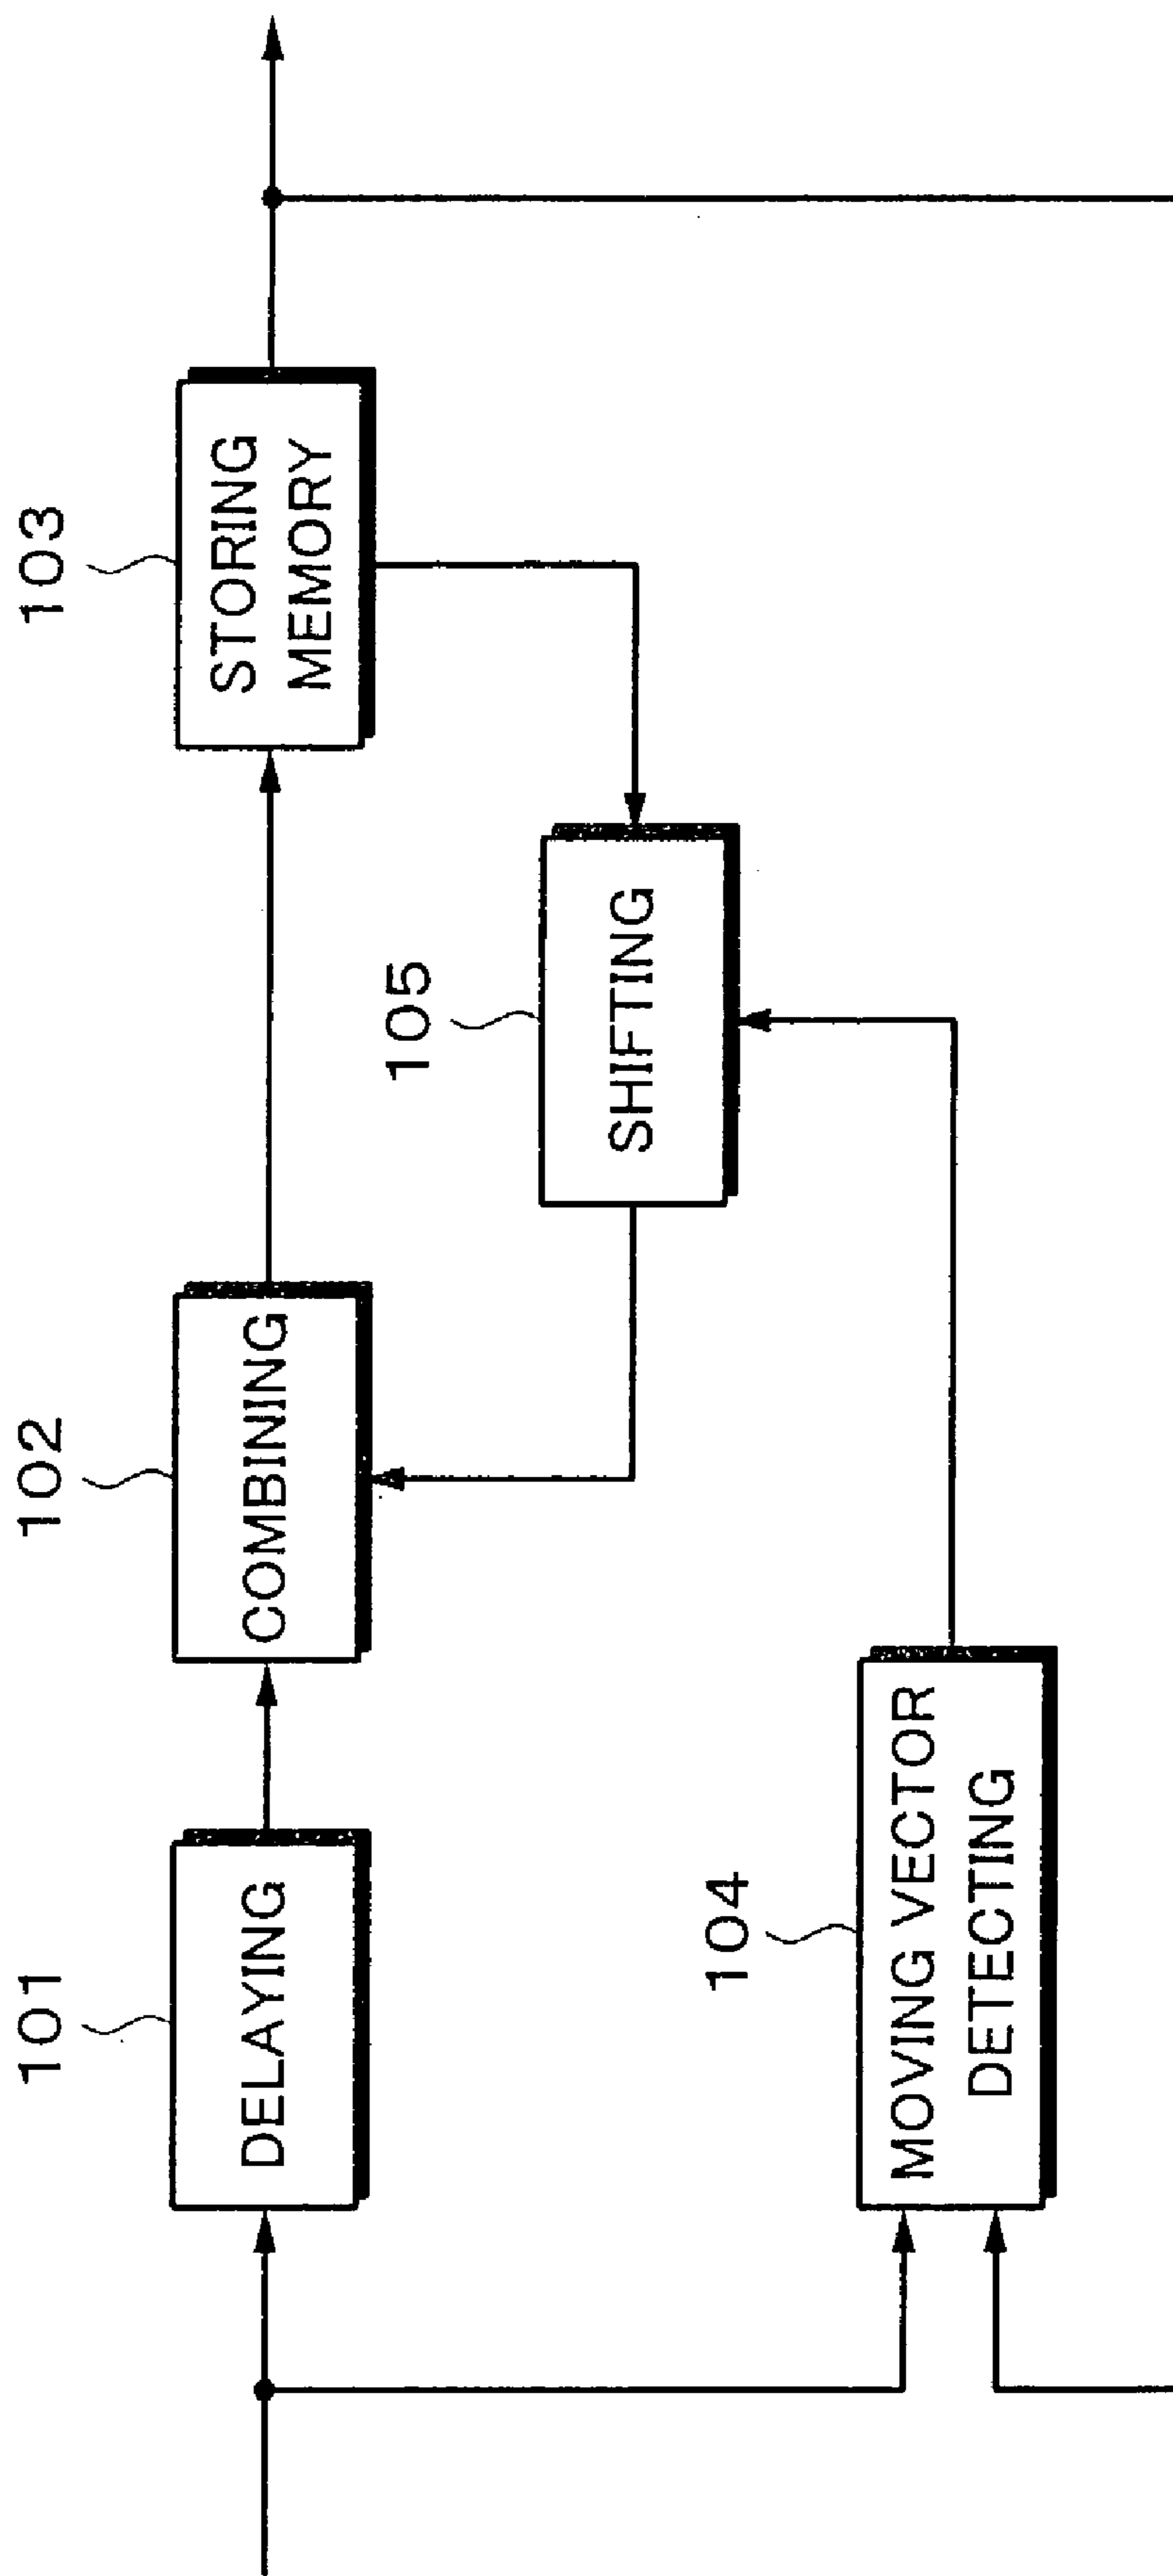 101
DELAYING
102
COMBINING
103
STORING
MEMORY
105
SHIFTING
104
MOVING VECTOR
DETECTING